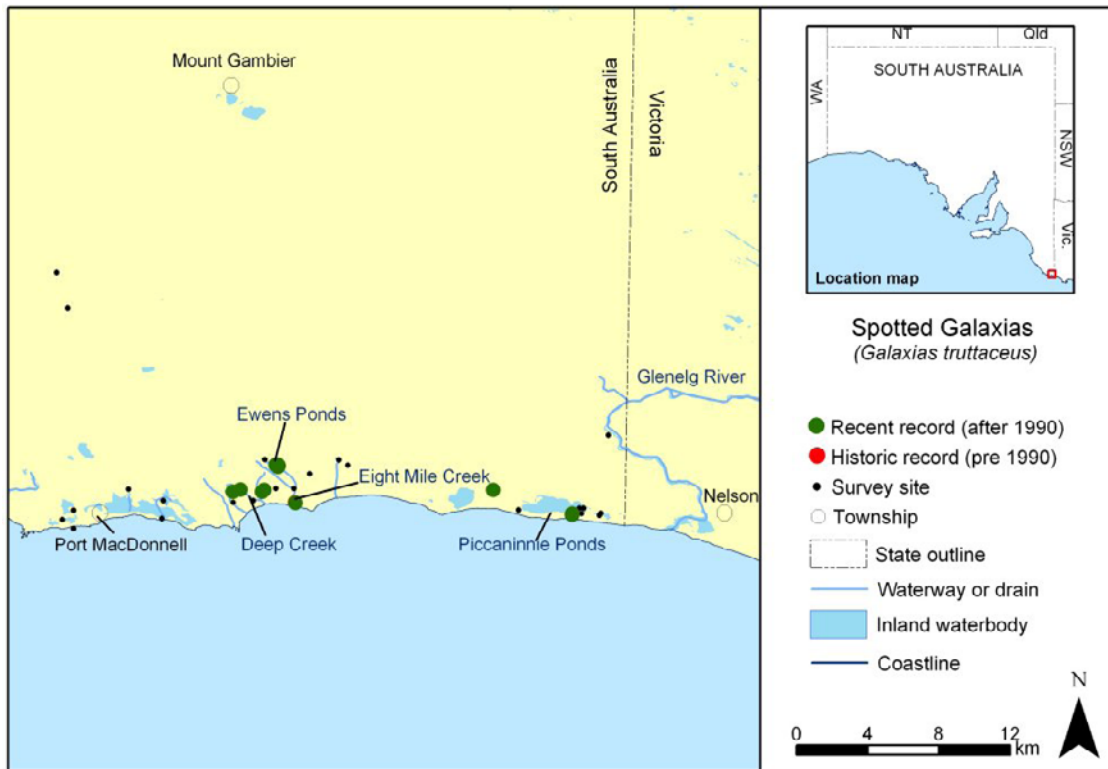 Mount Gambier
South Australia
Victoria
Glenelg River
Ewens Ponds
Eight Mile Creek
Nelson
Port MacDonnell
Deep Creek
Piccaninnie Ponds
NT
Qld
SOUTH AUSTRALIA
WA
NSW
Vic.
Location map
Spotted Galaxias
(Galaxias truttaceus)
Recent record (after 1990)
Historic record (pre 1990)
Survey site
Township
State outline
Waterway or drain
Inland waterbody
Coastline
N
0 4 8 12
km